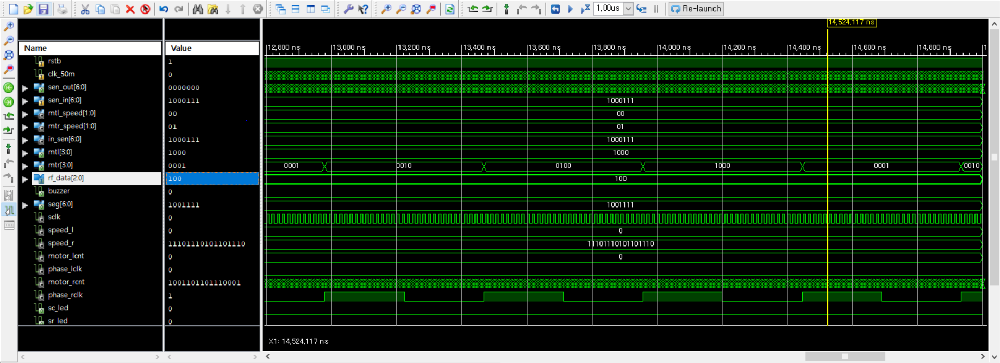 1.00us
Re-launch
14,524.117 ns
Name
Value
12,800 ns
13,000 ns
13,200 ns
13,400 ns
13,600 ns
13,800 ns
14,000 ns
14,200 ns
14,400 ns
14,600 ns
14,800 ns
1
rstb
1
clk_50m
0
sen_out[6:0]
0000000
sen_in[6:0]
1000111
1000111
mtl_speed[1:0]
00
00
mtr_speed[1:0]
01
01
in_sen[6:0]
1000111
1000111
mtl[3:0]
1000
1000
mtr[3:0]
0001
0001
0010
0100
1000
0001
0010
rf_data[2:0]
100
100
buzzer
0
seg[6:0]
1001111
1001111
sclk
0
speed_l
0
0
speed_r
11101110101101110
11101110101101110
motor_lcnt
0
0
phase_lclk
0
motor_rcnt
1001101101110001
phase_rclk
1
sc_led
0
sr_led
0
X1: 14,524.117 ns